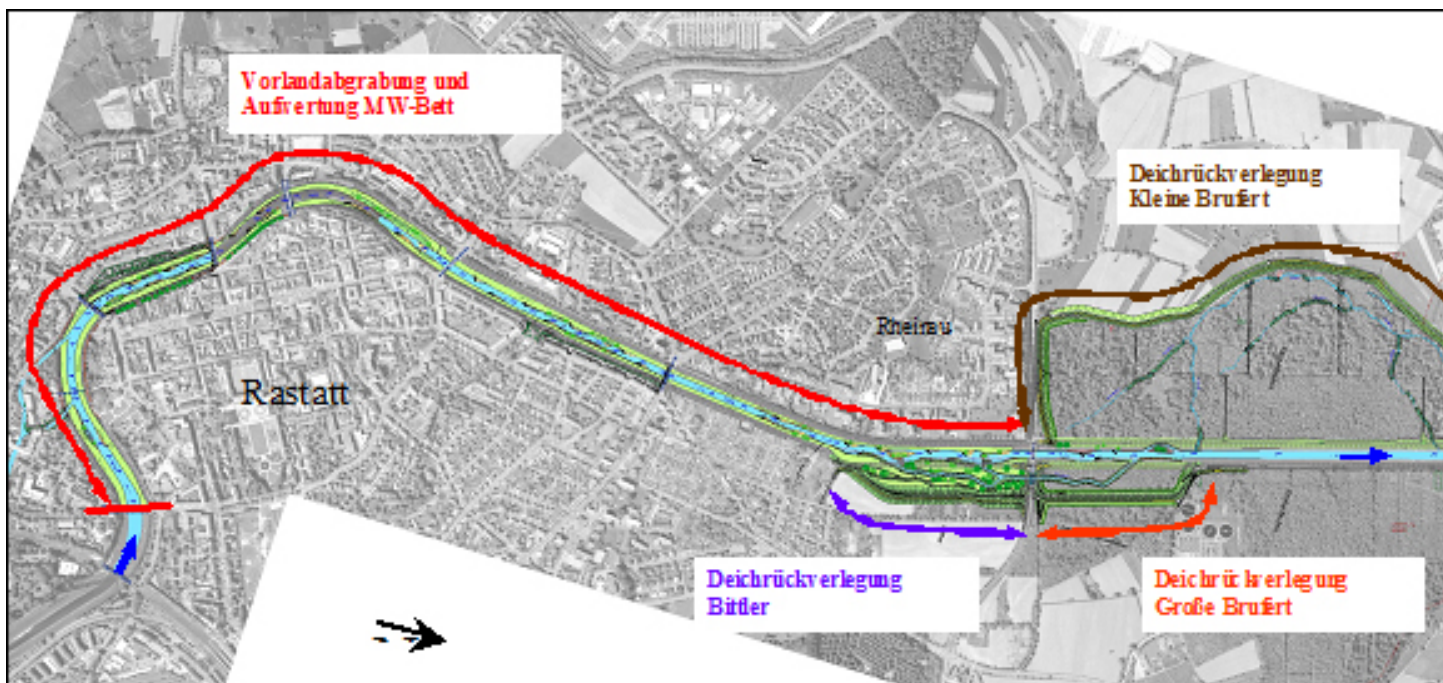 Vorlandabgrabung und
Aufwertung MW-Bett
Deichrückverlegung
Kleine Brufert
Rheinau
Rastatt
Deichrückverlegung
Bittler
Deichrückverlegung
Große Brufert